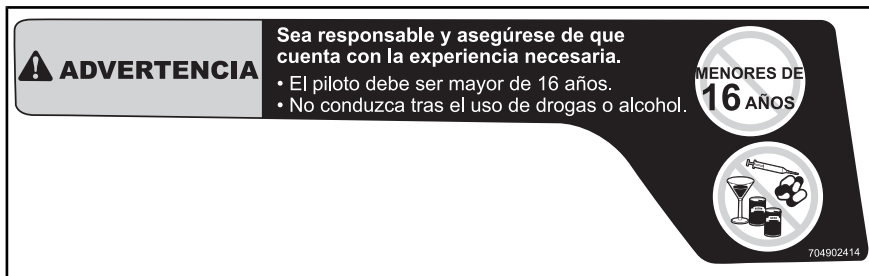 ADVERTENCIA
Sea responsable y asegúrese de que
cuenta con la experiencia necesaria.
• El piloto debe ser mayor de 16 años.
• No conduzca tras el uso de drogas o alcohol.
MENORES DE
16 AÑOS
704902414